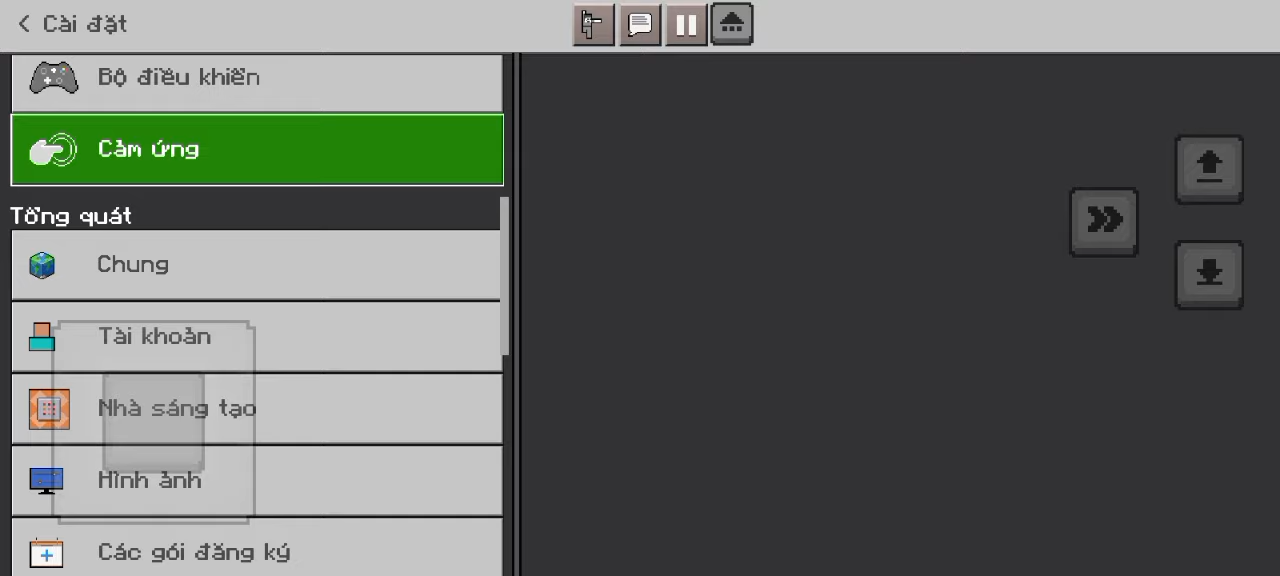 Cài đặt
Bộ điều khiển
Cảm ứng
Tổng quát
Chung
Tài khoản
Nhà sáng tạo
Hình ảnh
Các gói đăng ký